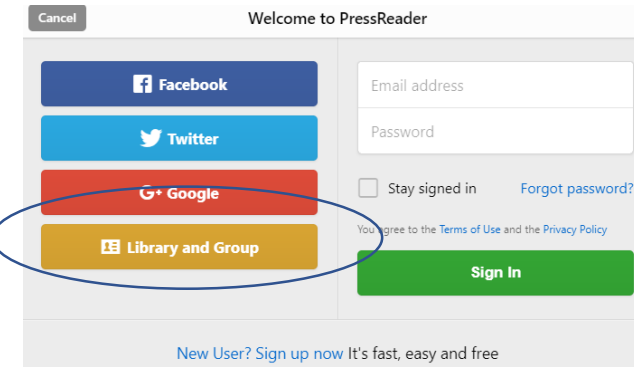 Cancel
Welcome to PressReader
Facebook
Twitter
G+ Google
Library and Group
Email address
Password
Stay signed in
Forgot password?
You agree to the Terms of Use and the Privacy Policy
Sign In
New User? Sign up now It's fast, easy and free